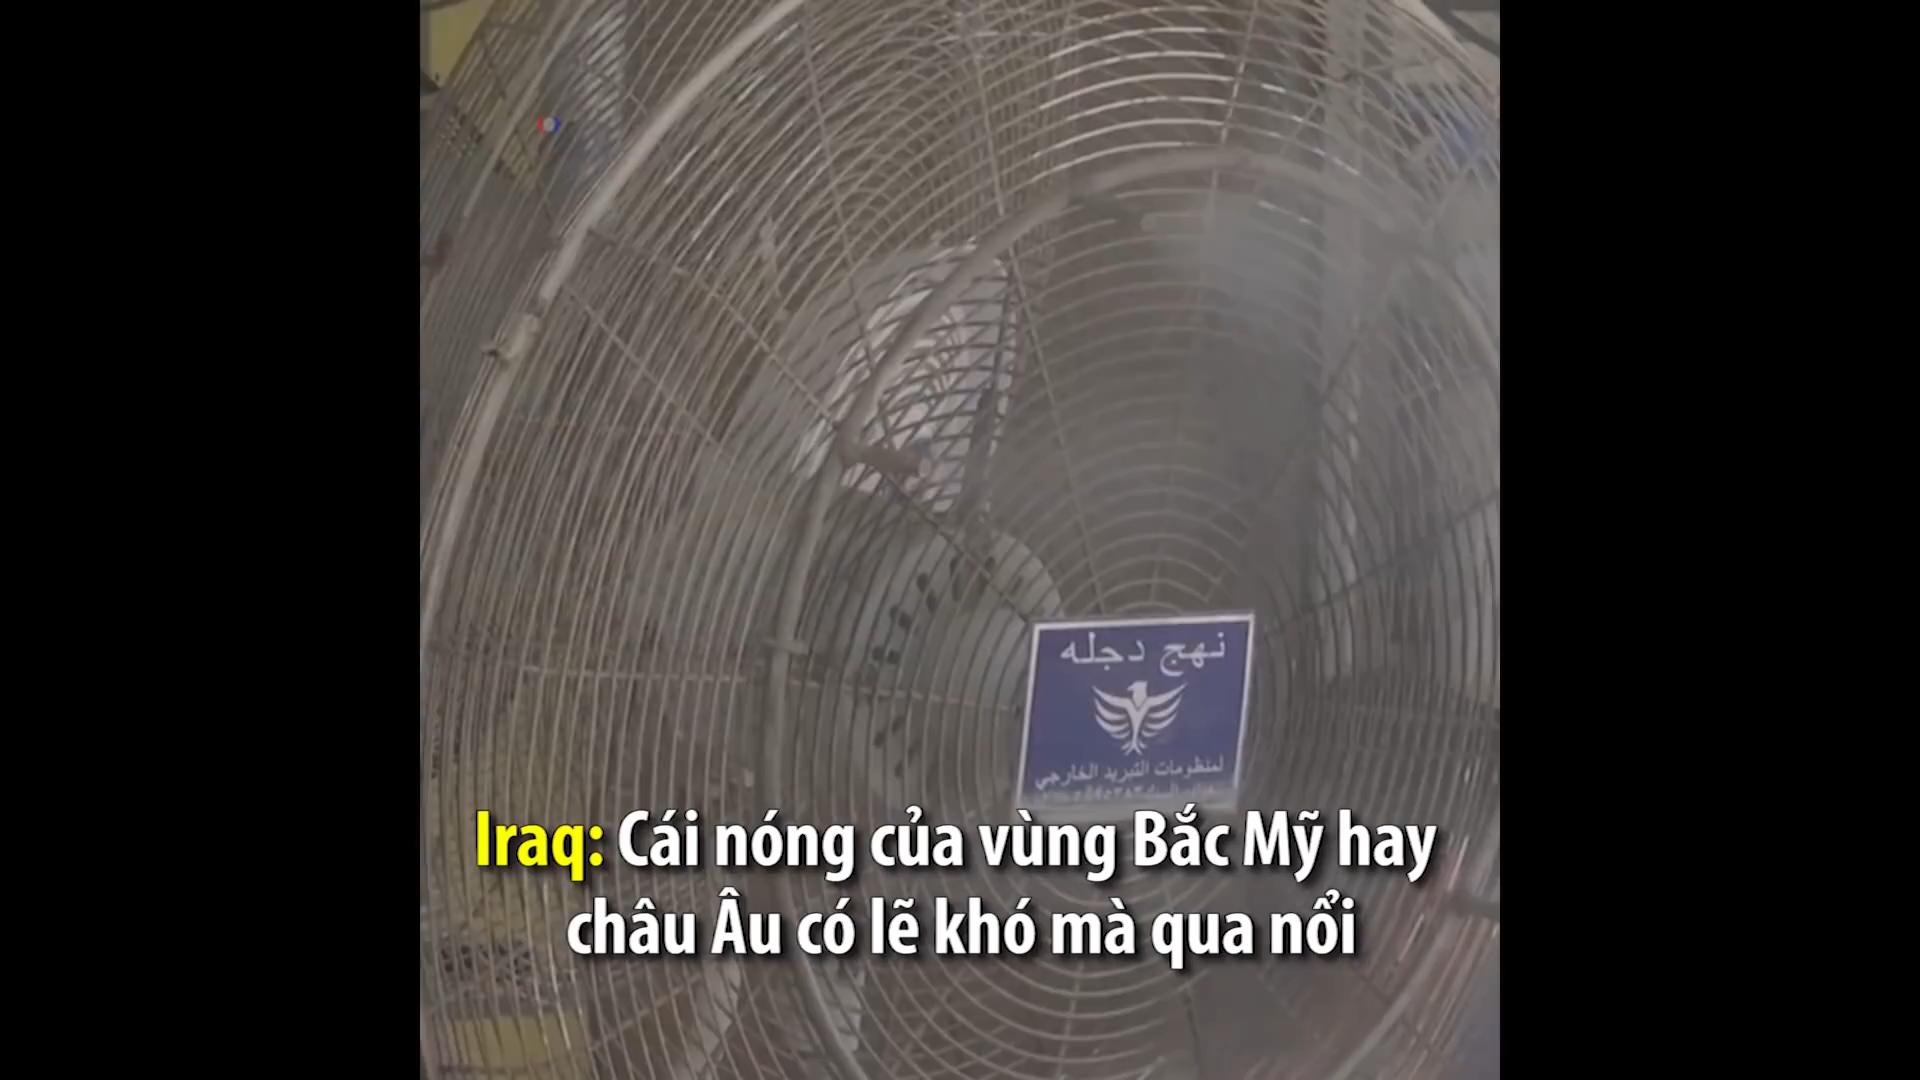 نهج دجله
لمنظومات التبريد الخارجي
Iraq: Cái nóng của vùng Bắc Mỹ hay
châu Âu có lẽ khó mà qua nổi